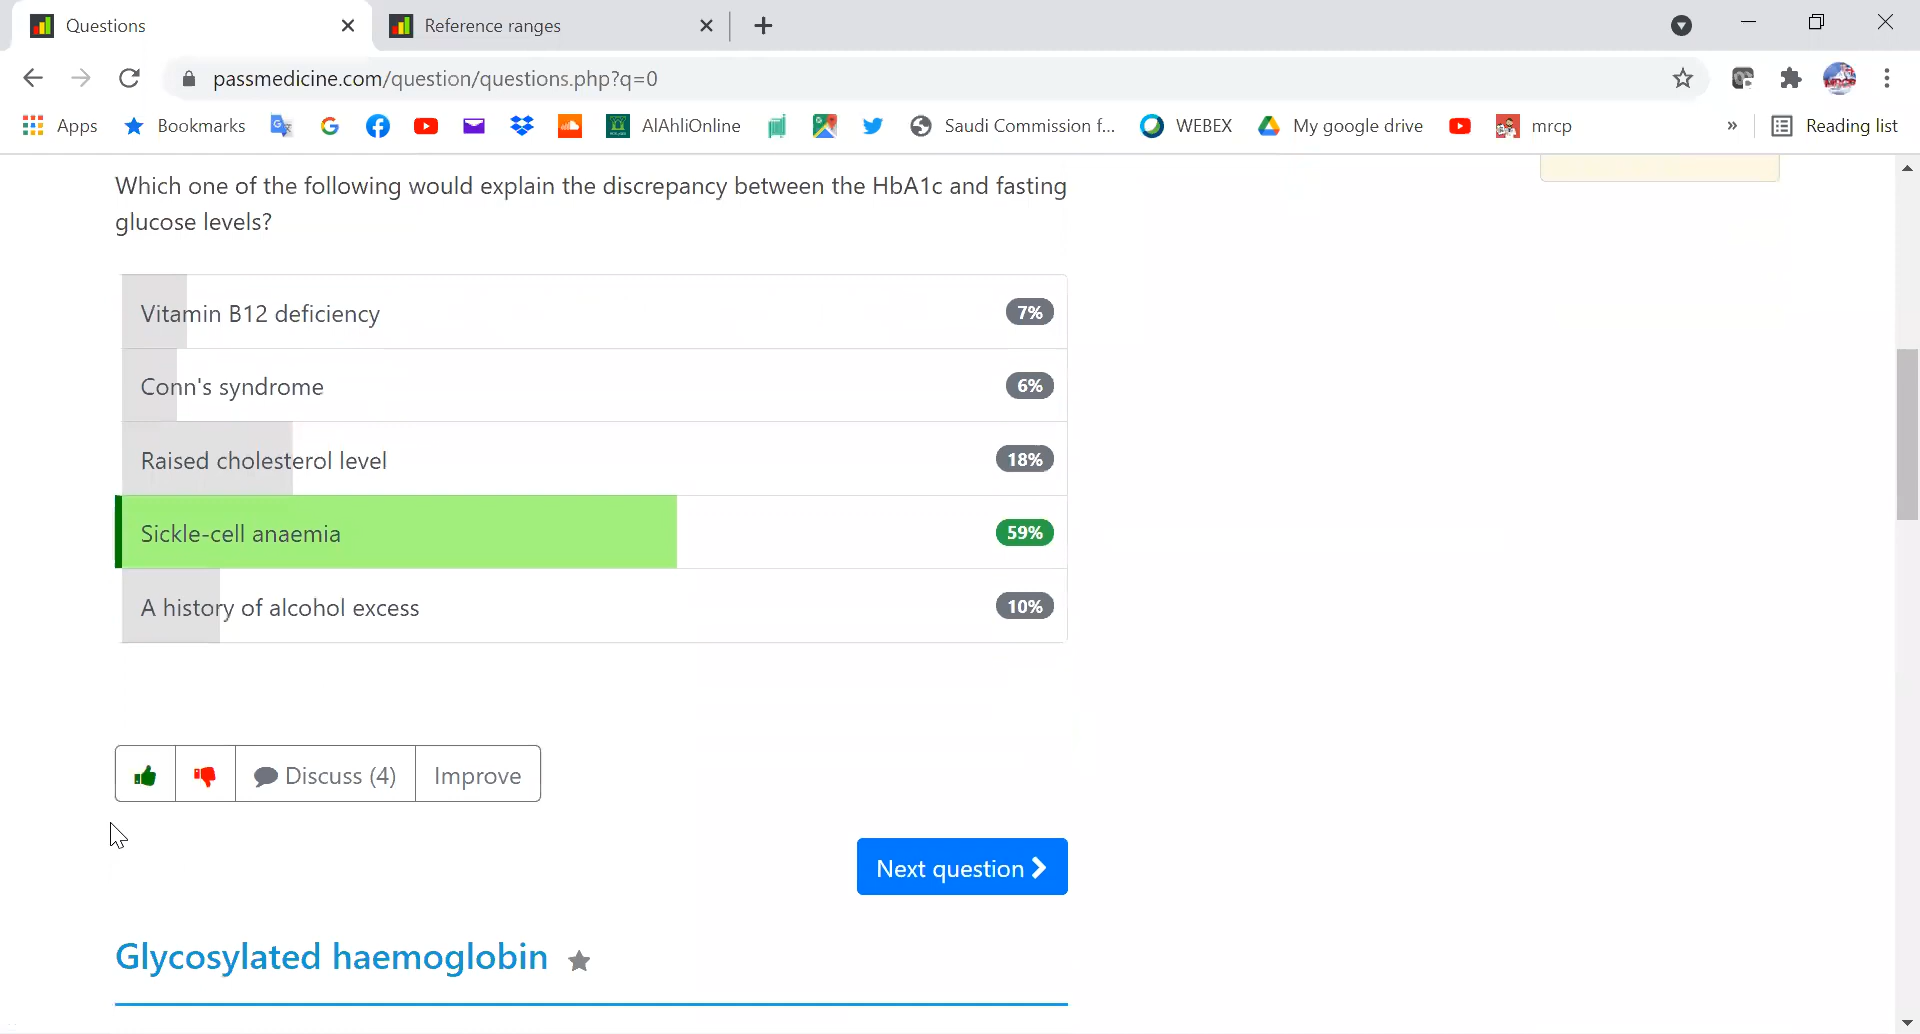 Questions
Reference ranges
passmedicine.com/question/questions.php?q=0
Apps
Bookmarks
AlAhliOnline
Saudi Commission f...
WEBEX
My google drive
mrcp
»
Reading list
Which one of the following would explain the discrepancy between the HbA1c and fasting
glucose levels?
Vitamin B12 deficiency 7%
Conn's syndrome 6%
Raised cholesterol level 18%
Sickle-cell anaemia 59%
A history of alcohol excess 10%
Discuss (4) Improve
Next question
Glycosylated haemoglobin